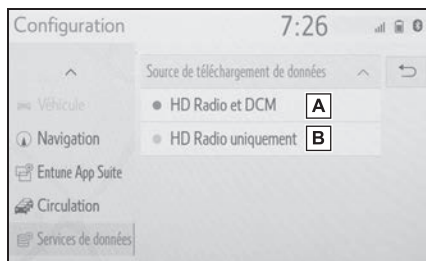 Configuration
7:26
Source de téléchargement de données
Véhicule
HD Radio et DCM
A
Navigation
HD Radio uniquement
B
Entune App Suite
Circulation
Services de données